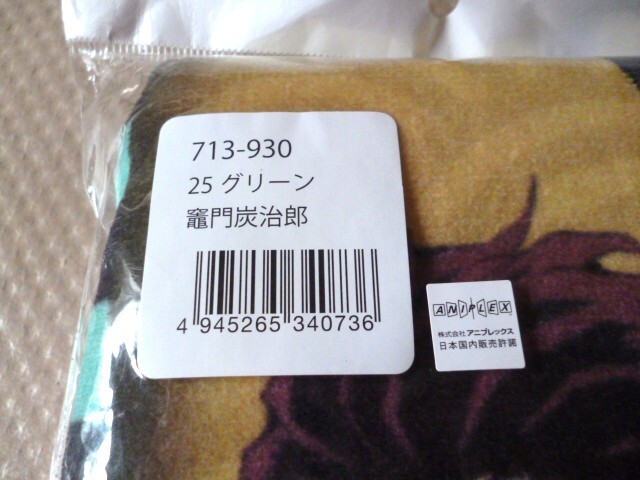 713-930
25 グリーン
竈門炭治郎
4 945265 340736
ANIPLEX
株式会社 アニプレックス
日本国内販売許諾